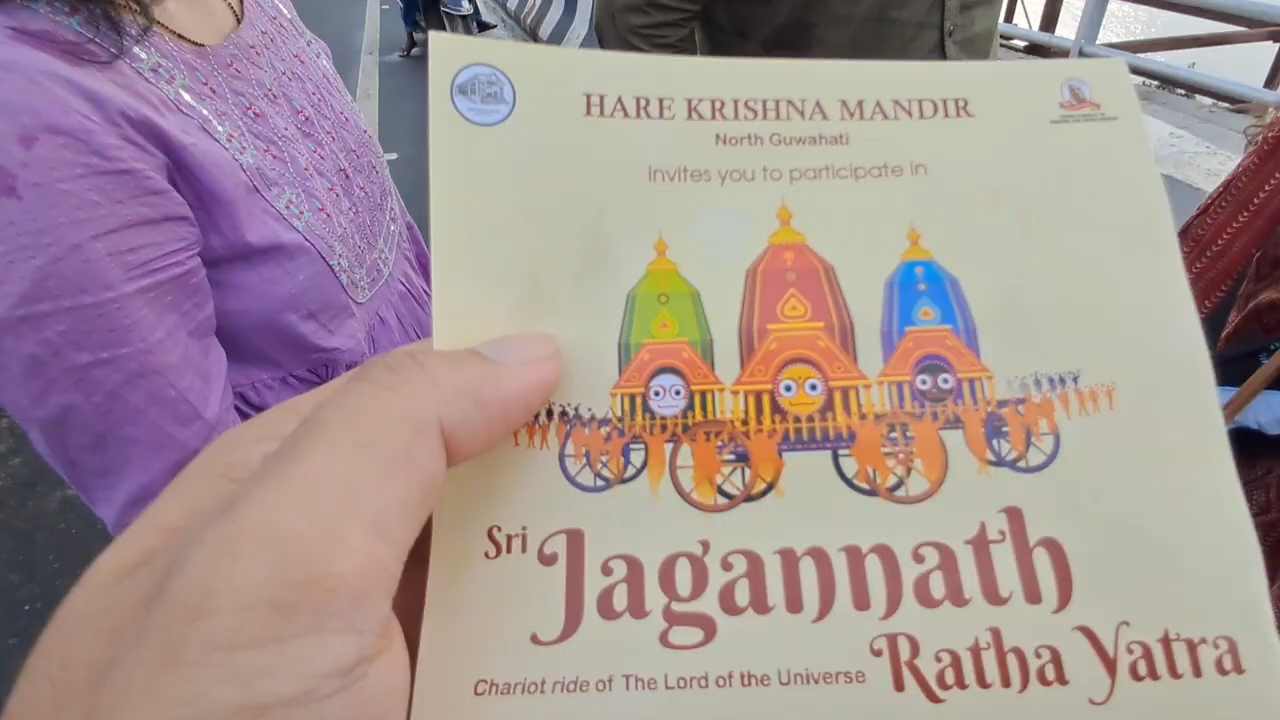 HARE KRISHNA MANDIR
North Guwahati
Invites you to participate in
Sri Jagannath
Ratha Yatra
Chariot ride of The Lord of the Universe